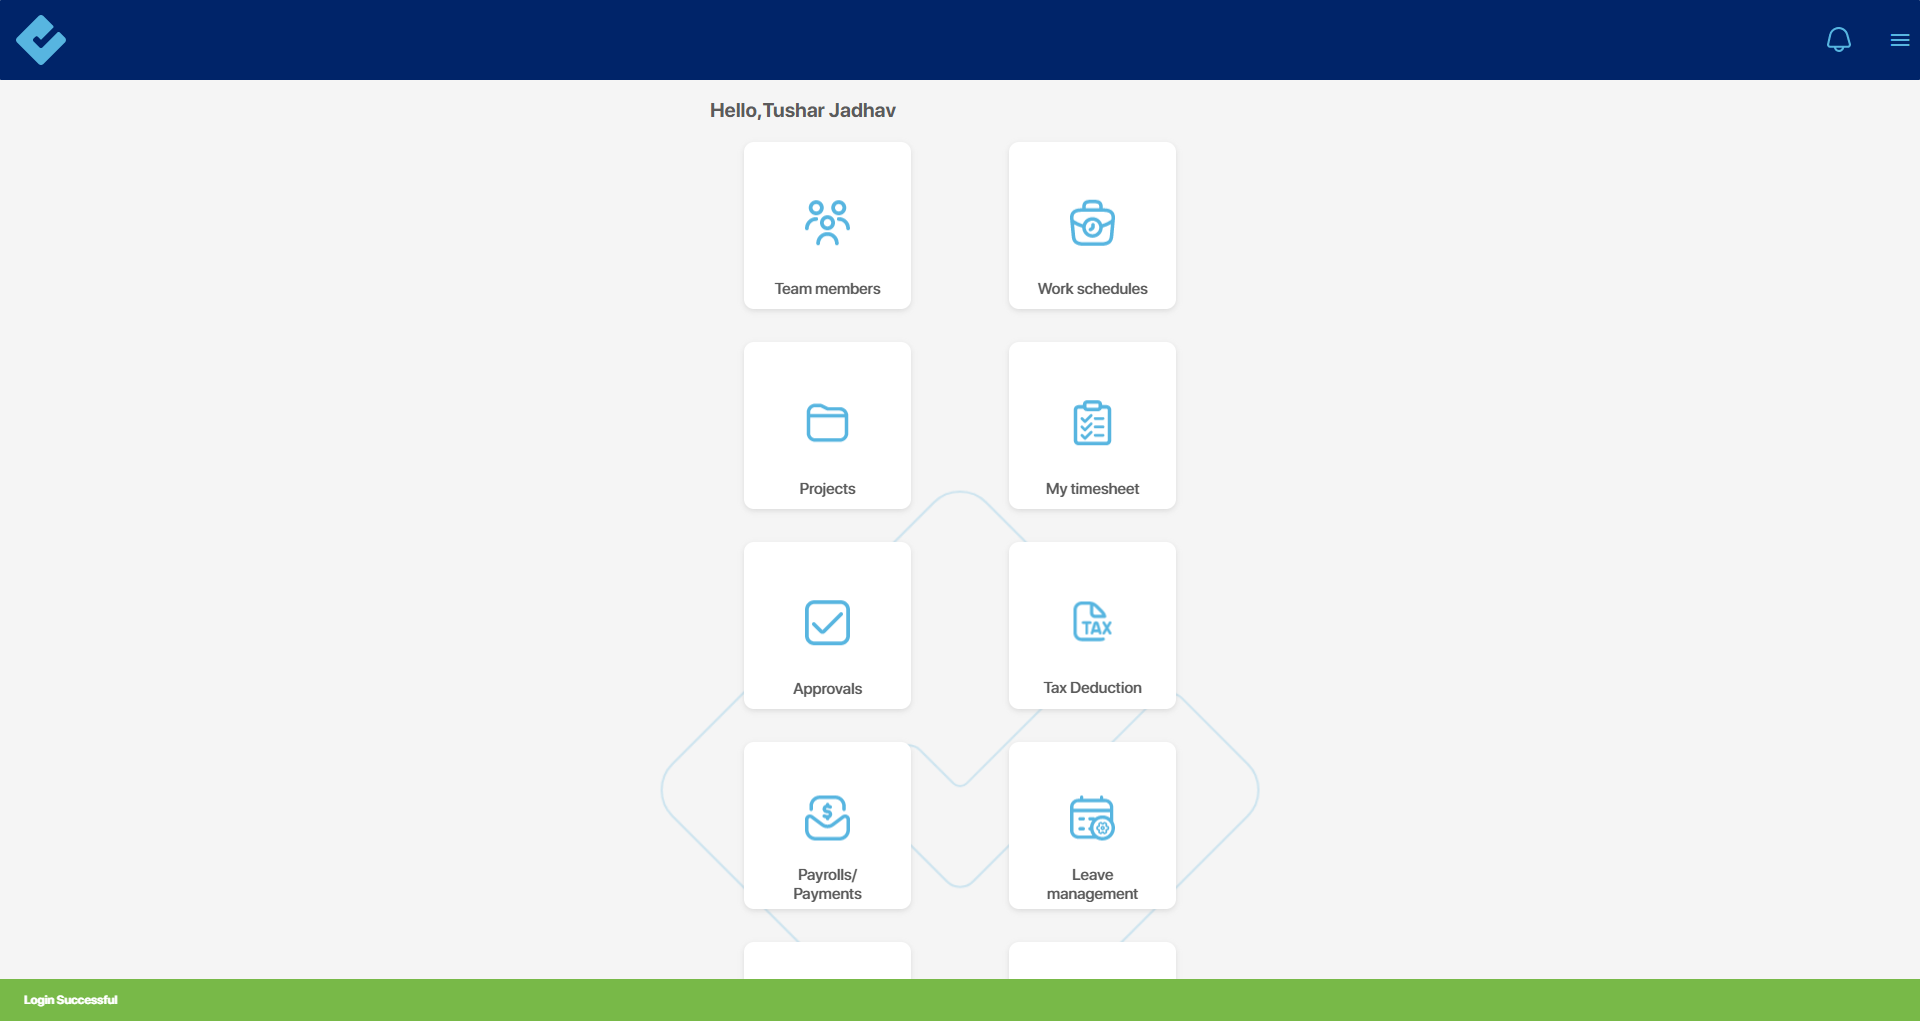 Hello,Tushar Jadhav
Team members
Work schedules
Projects
My timesheet
Approvals
TAX
Tax Deduction
$
Payrolls/
Payments
Leave
management
Login Successful